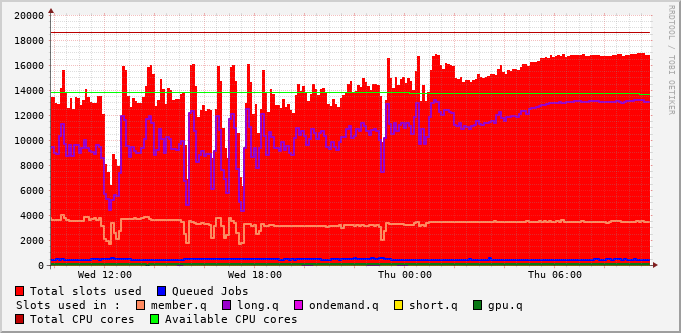 20000
18000
16000
14000
12000
10000
8000
6000
4000
2000
0
Wed 12:00 Wed 18:00 Thu 00:00 Thu 06:00
RRDTOOL / TOBI OETIKER
Total slots used Queued Jobs
Slots used in : member.q long.q ondemand.q short.q gpu.q
Total CPU cores Available CPU cores